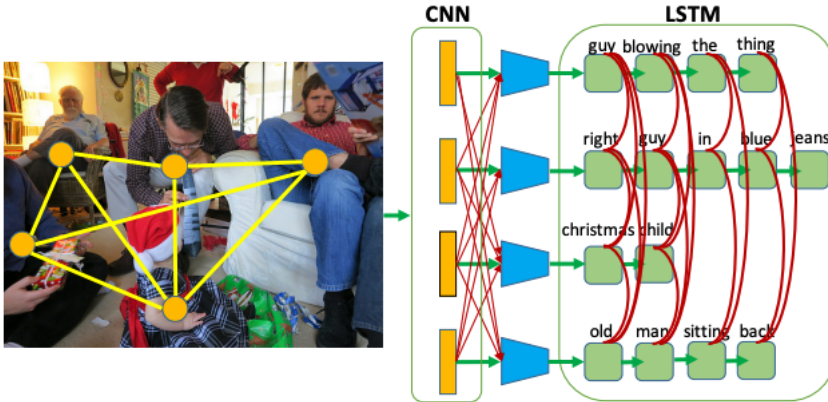 CNN LSTM
guy blowing the thing
right guy in blue jeans
christmas child
old man sitting back